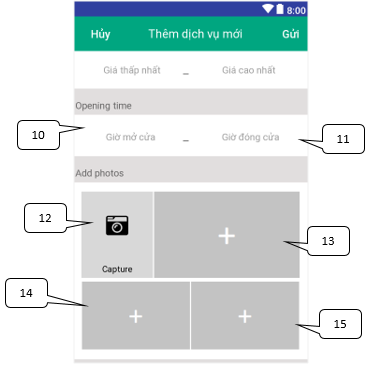 8:00
Hủy Thêm dịch vụ mới Gửi
Giá thấp nhất – Giá cao nhất
Opening time
10
Giờ mở cửa – Giờ đóng cửa
11
Add photos
12
Capture
+
13
14
+
+
15